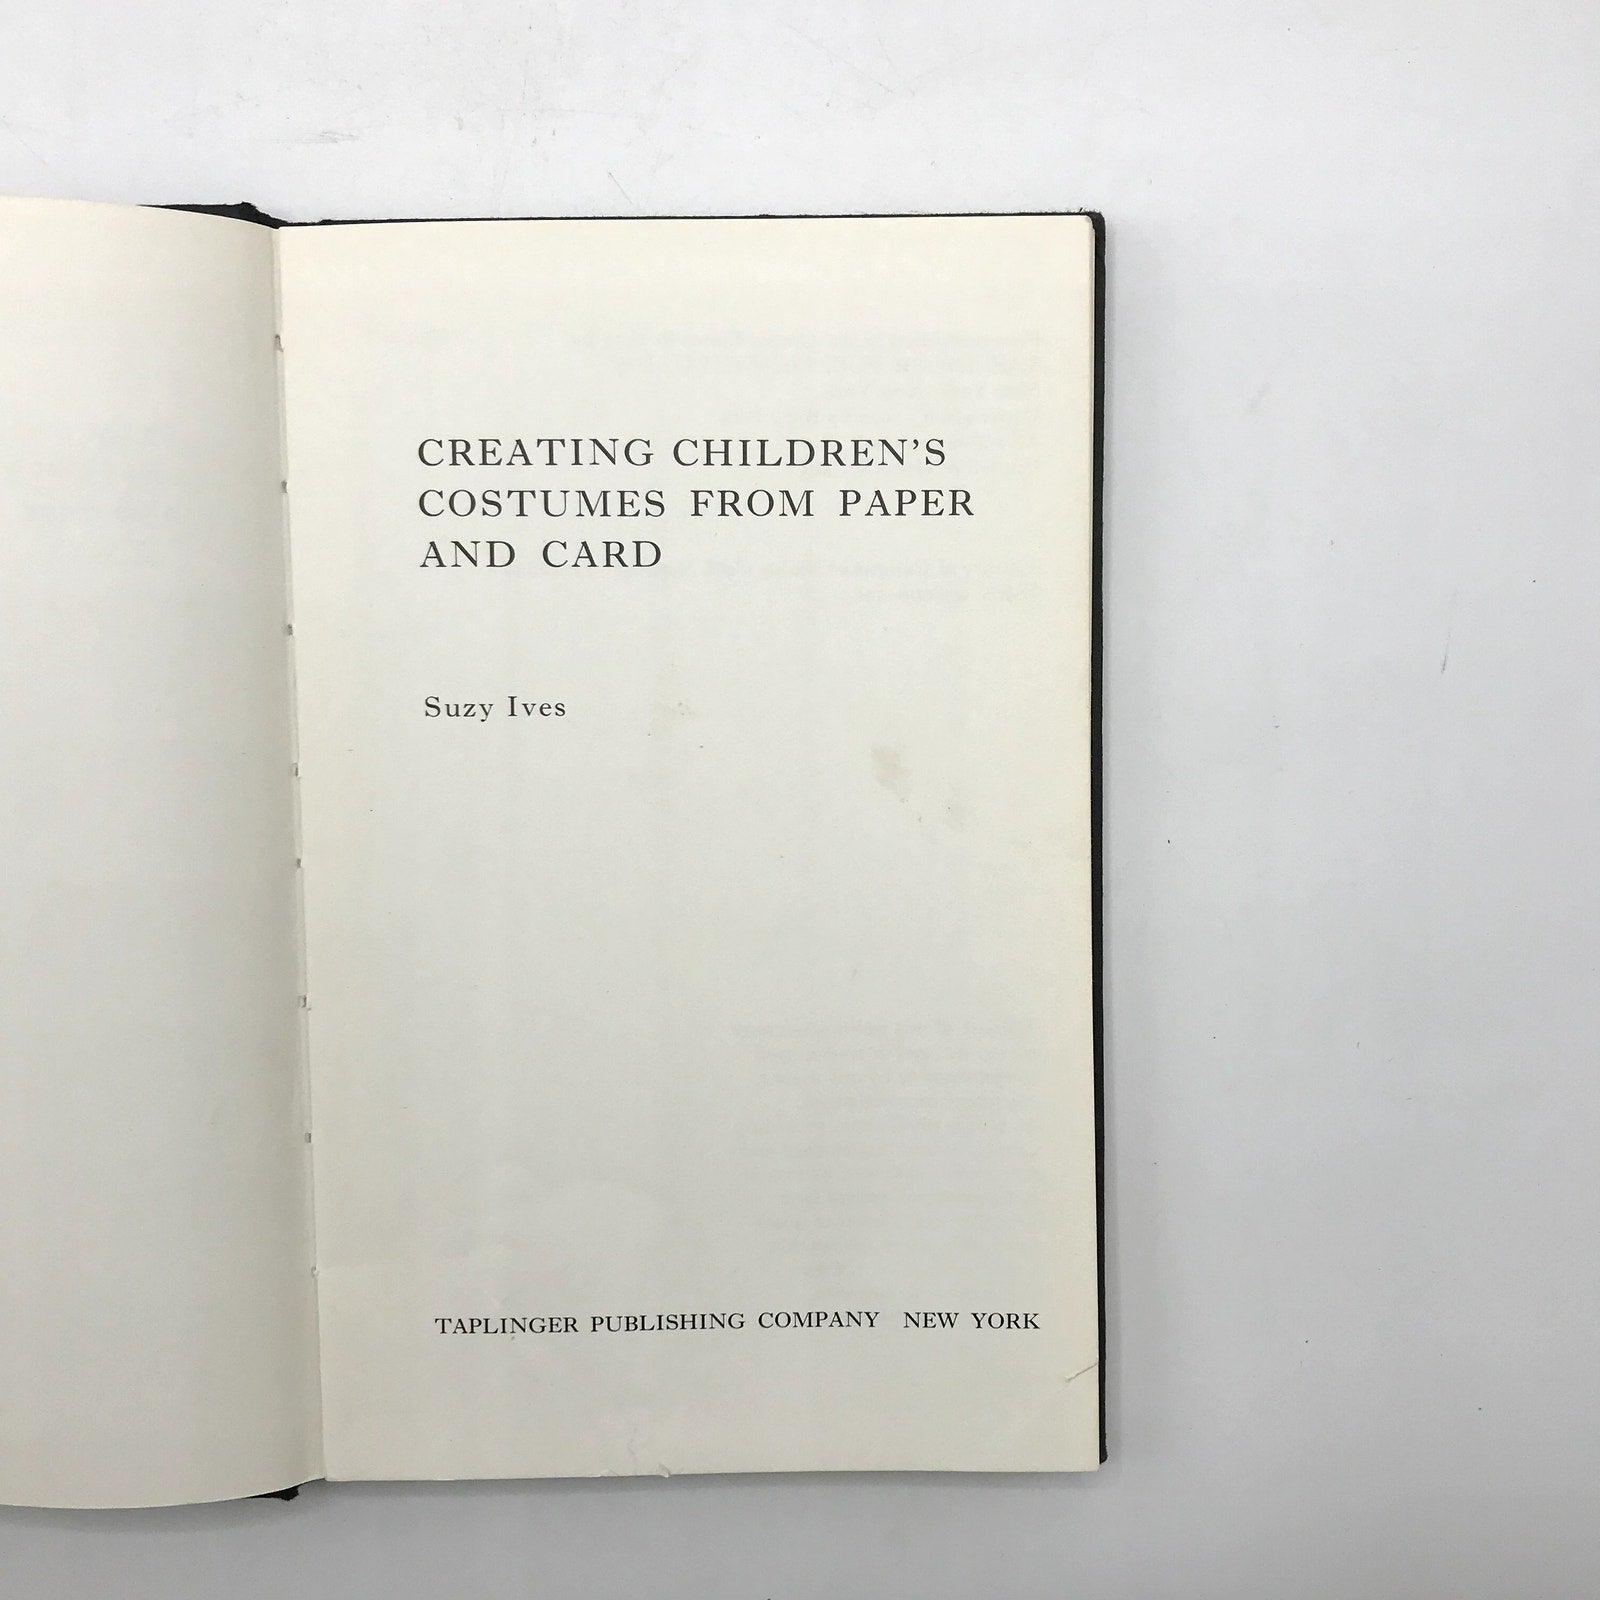 CREATING CHILDREN'S
COSTUMES FROM PAPER
AND CARD
Suzy Ives
TAPLINGER PUBLISHING COMPANY NEW YORK